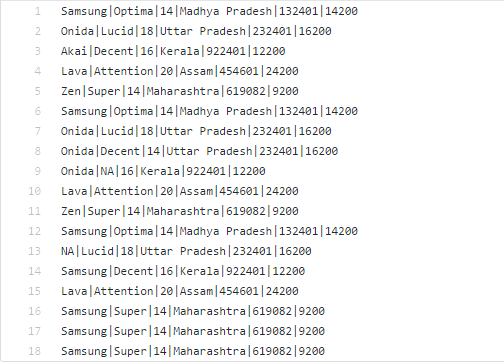 1 Samsung|Optima|14|Madhya Pradesh|132401|14200
2 Onida|Lucid|18|Uttar Pradesh|232401|16200
3 Akai|Decent|16|Kerala|922401|12200
4 Lava|Attention|20|Assam|454601|24200
5 Zen|Super|14|Maharashtra|619082|9200
6 Samsung|Optima|14|Madhya Pradesh|132401|14200
7 Onida|Lucid|18|Uttar Pradesh|232401|16200
8 Onida|Decent|14|Uttar Pradesh|232401|16200
9 Onida|NA|16|Kerala|922401|12200
10 Lava|Attention|20|Assam|454601|24200
11 Zen|Super|14|Maharashtra|619082|9200
12 Samsung|Optima|14|Madhya Pradesh|132401|14200
13 NA|Lucid|18|Uttar Pradesh|232401|16200
14 Samsung|Decent|16|Kerala|922401|12200
15 Lava|Attention|20|Assam|454601|24200
16 Samsung|Super|14|Maharashtra|619082|9200
17 Samsung|Super|14|Maharashtra|619082|9200
18 Samsung|Super|14|Maharashtra|619082|9200